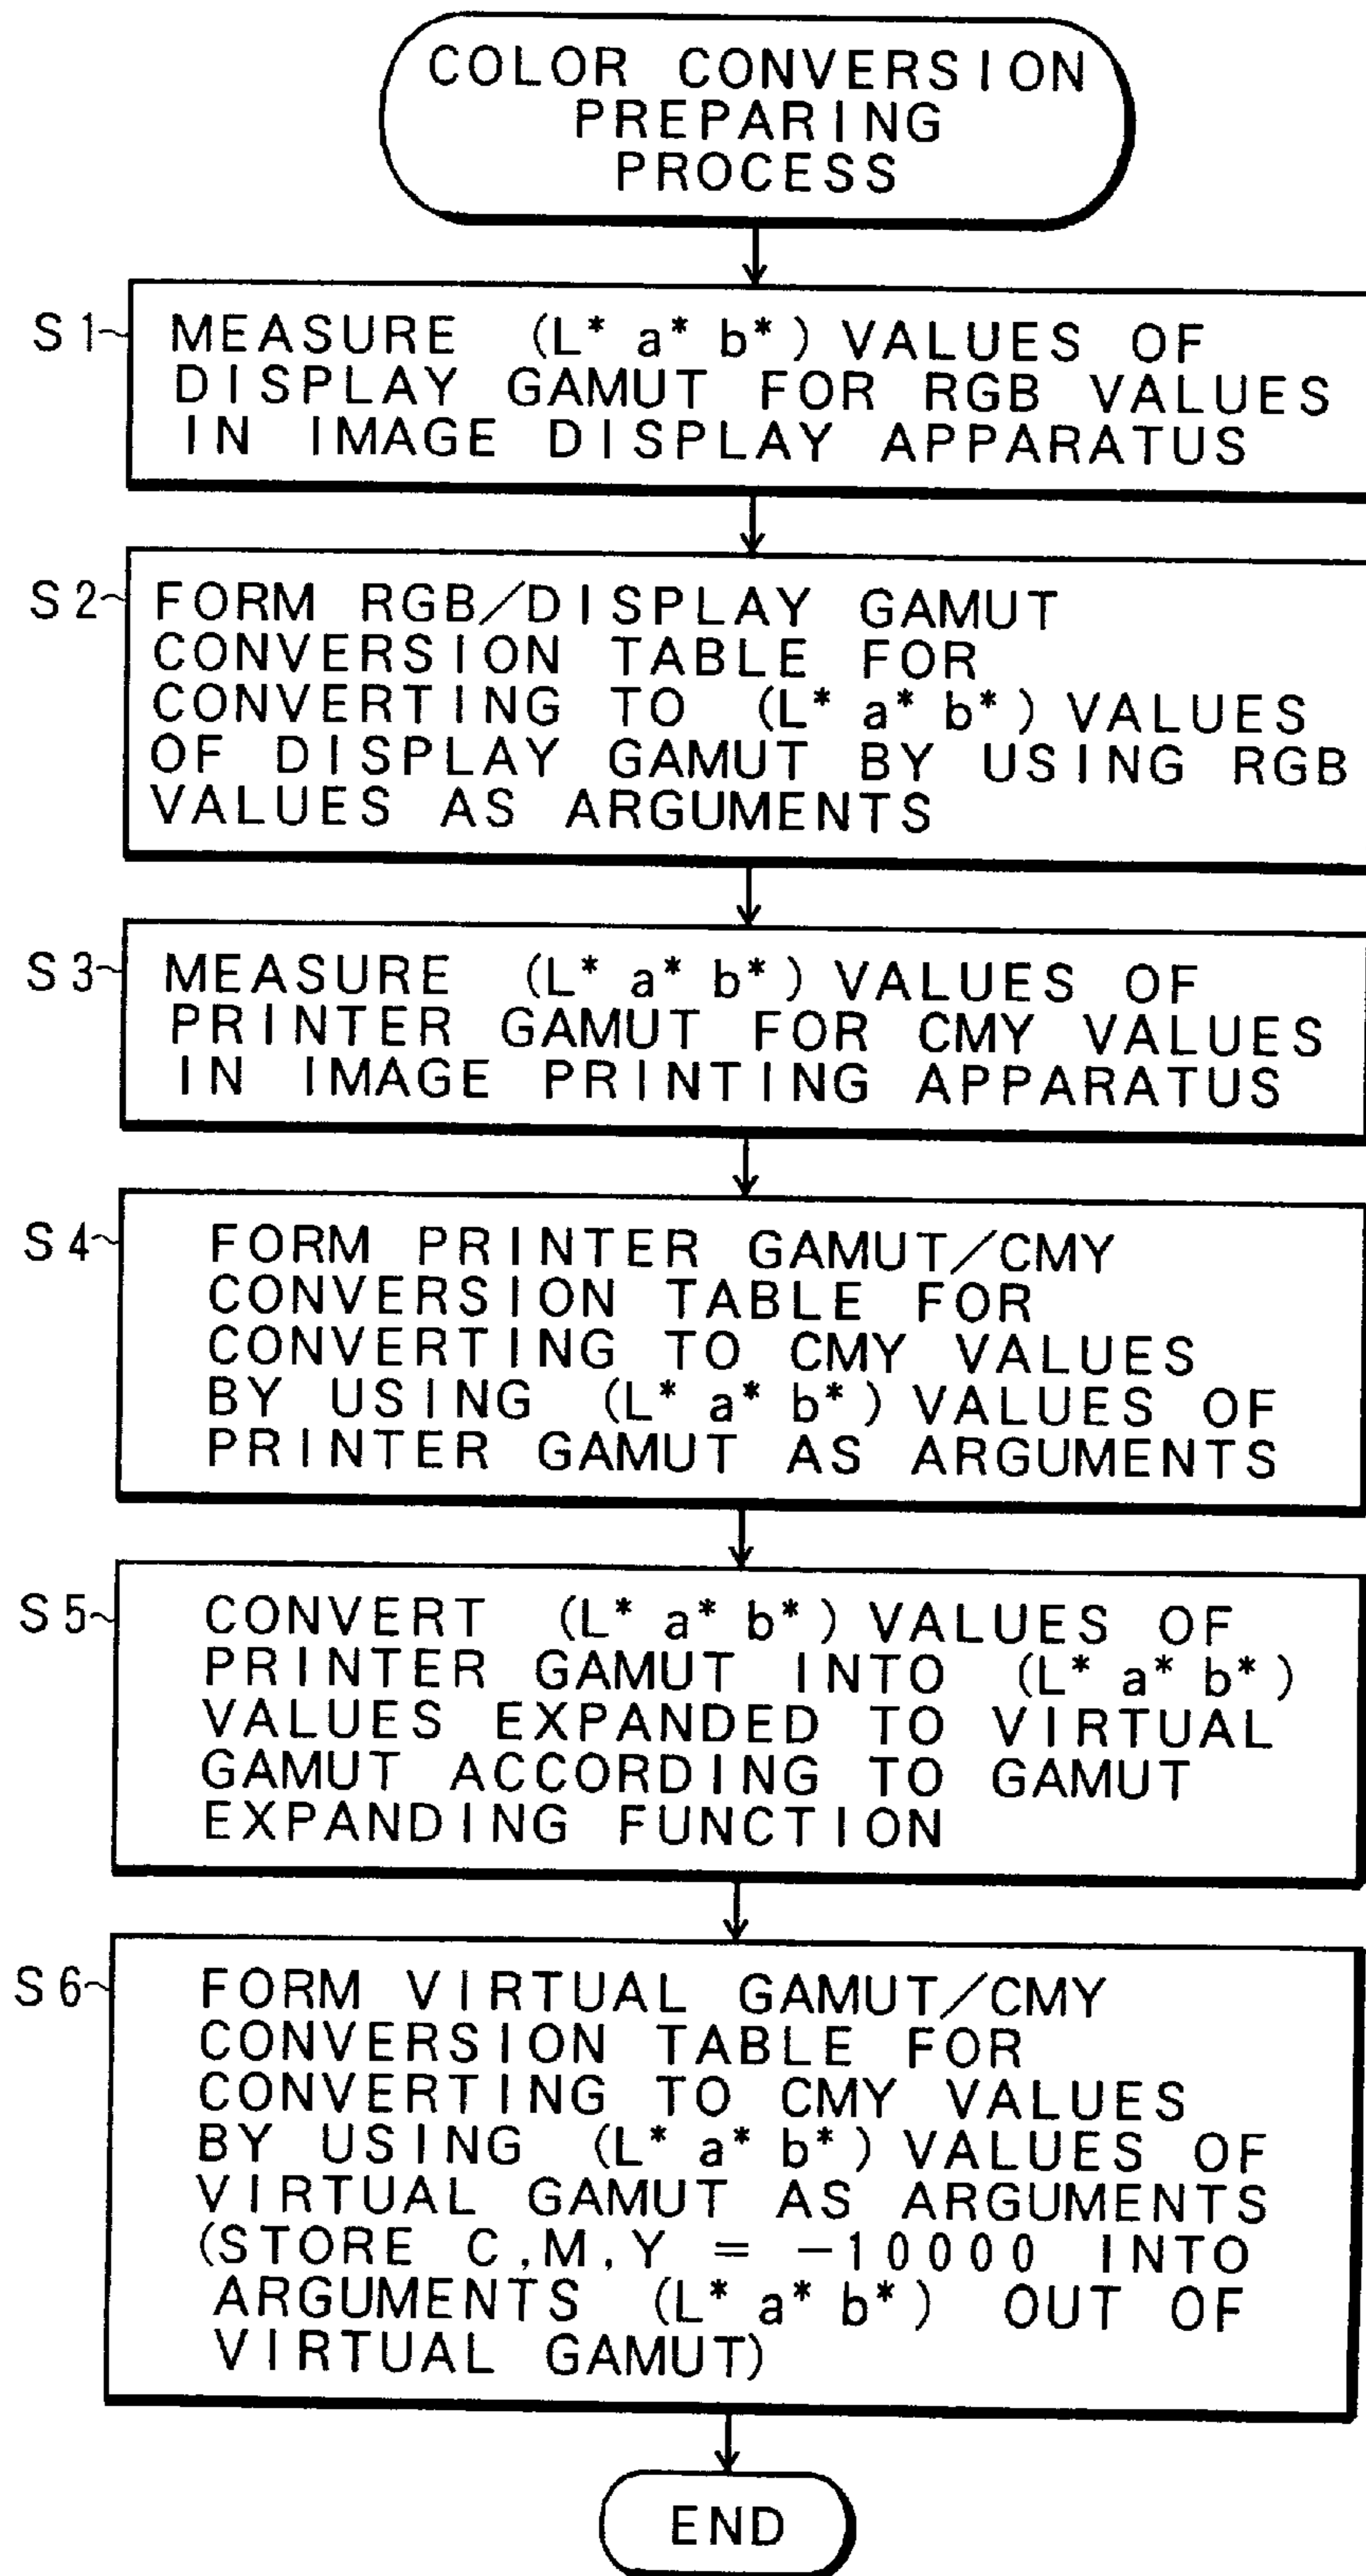 COLOR CONVERSION
PREPARING
PROCESS
S1
MEASURE (L* a* b*) VALUES OF
DISPLAY GAMUT FOR RGB VALUES
IN IMAGE DISPLAY APPARATUS
S2
FORM RGB/DISPLAY GAMUT
CONVERSION TABLE FOR
CONVERTING TO (L* a* b*) VALUES
OF DISPLAY GAMUT BY USING RGB
VALUES AS ARGUMENTS
S3
MEASURE (L* a* b*) VALUES OF
PRINTER GAMUT FOR CMY VALUES
IN IMAGE PRINTING APPARATUS
S4
FORM PRINTER GAMUT/CMY
CONVERSION TABLE FOR
CONVERTING TO CMY VALUES
BY USING (L* a* b*) VALUES OF
PRINTER GAMUT AS ARGUMENTS
S5
CONVERT (L* a* b*) VALUES OF
PRINTER GAMUT INTO (L* a* b*)
VALUES EXPANDED TO VIRTUAL
GAMUT ACCORDING TO GAMUT
EXPANDING FUNCTION
S6
FORM VIRTUAL GAMUT/CMY
CONVERSION TABLE FOR
CONVERTING TO CMY VALUES
BY USING (L* a* b*) VALUES OF
VIRTUAL GAMUT AS ARGUMENTS
(STORE C,M,Y = -10000 INTO
ARGUMENTS (L* a* b*) OUT OF
VIRTUAL GAMUT)
END